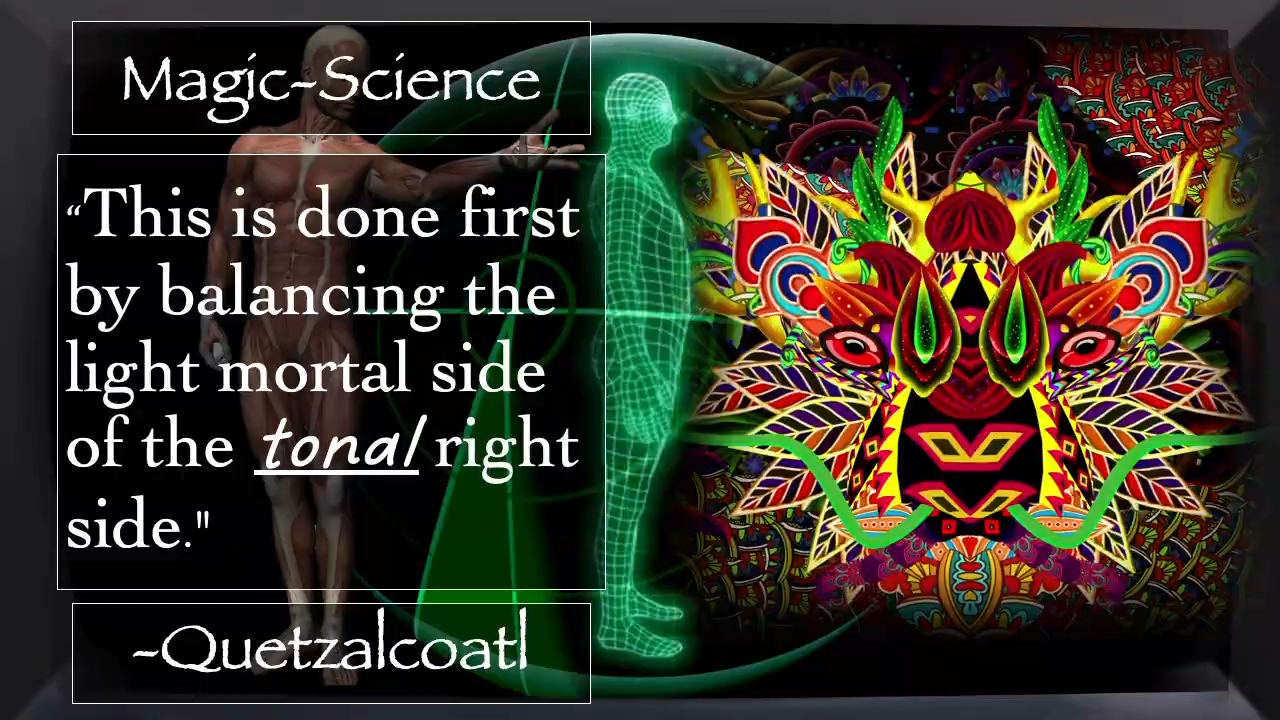 Magic-Science
“This is done first
by balancing the
light mortal side
of the tonal right
side."
-Quetzalcoatl